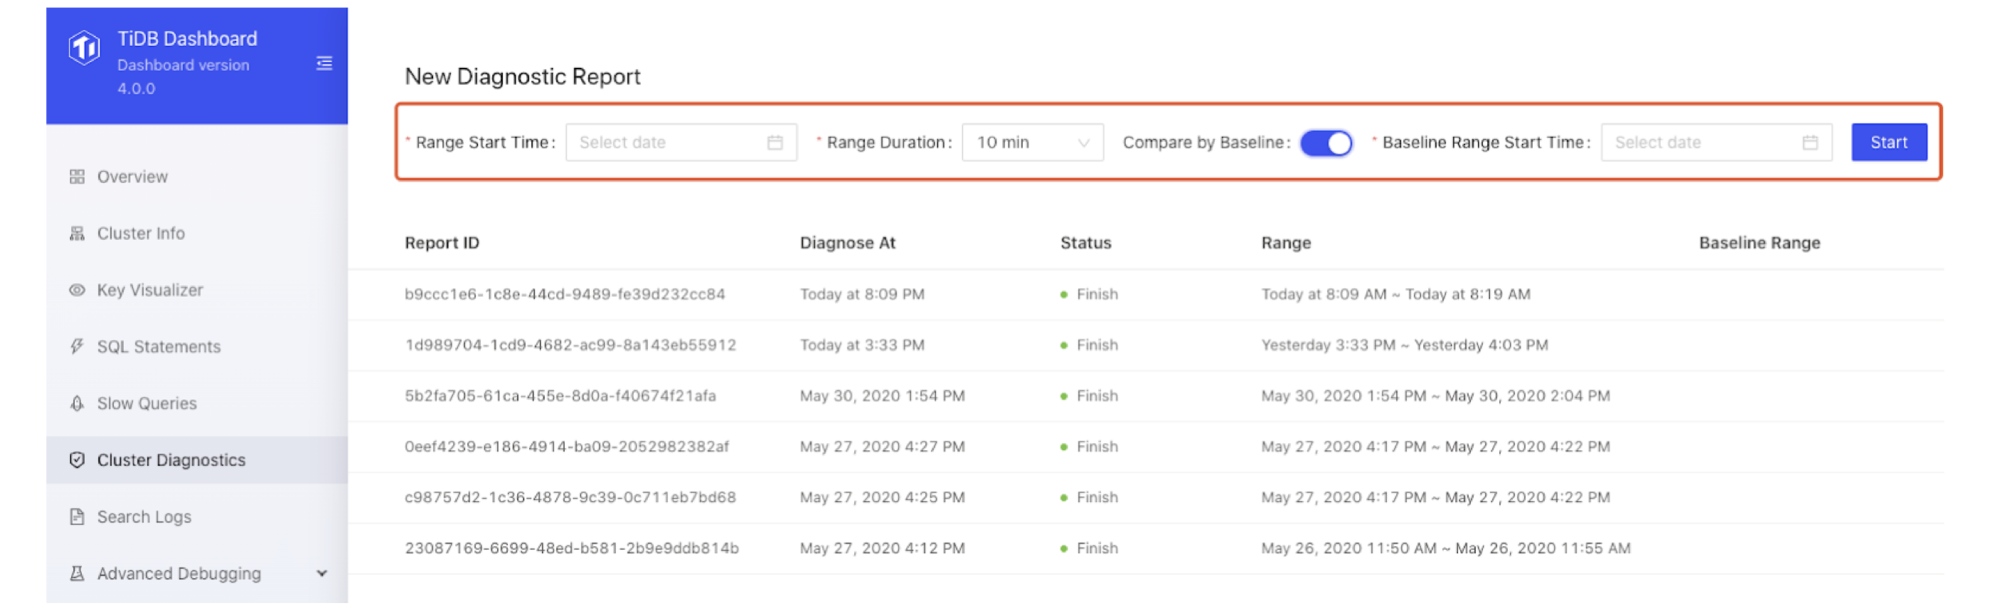 TiDB Dashboard
Dashboard version
4.0.0
Overview
Cluster Info
Key Visualizer
SQL Statements
Slow Queries
Cluster Diagnostics
Search Logs
Advanced Debugging
New Diagnostic Report
* Range Start Time: Select date * Range Duration: 10 min Compare by Baseline: * Baseline Range Start Time: Select date Start
Report ID Diagnose At Status Range Baseline Range
b9ccc1e6-1c8e-44cd-9489-fe39d232cc84 Today at 8:09 PM Finish Today at 8:09 AM ~ Today at 8:19 AM
1d989704-1cd9-4682-ac99-8a143eb55912 Today at 3:33 PM Finish Yesterday 3:33 PM ~ Yesterday 4:03 PM
5b2fa705-61ca-455e-8d0a-f40674f21afa May 30, 2020 1:54 PM Finish May 30, 2020 1:54 PM ~ May 30, 2020 2:04 PM
0eef4239-e186-4914-ba09-2052982382af May 27, 2020 4:27 PM Finish May 27, 2020 4:17 PM ~ May 27, 2020 4:22 PM
c98757d2-1c36-4878-9c39-0c711eb7bd68 May 27, 2020 4:25 PM Finish May 27, 2020 4:17 PM ~ May 27, 2020 4:22 PM
23087169-6699-48ed-b581-2b9e9ddb814b May 27, 2020 4:12 PM Finish May 26, 2020 11:50 AM ~ May 26, 2020 11:55 AM